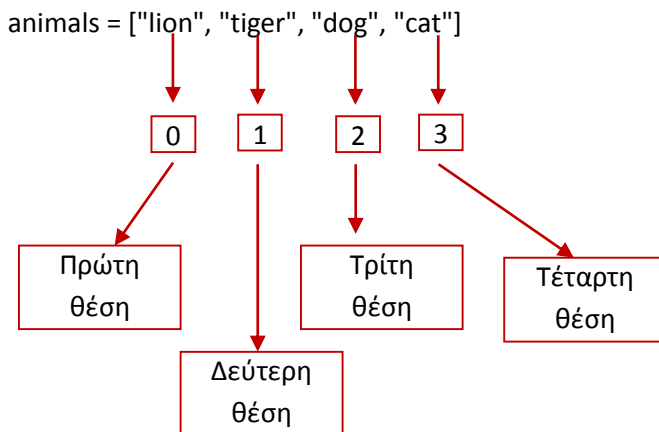 animals = ["lion", "tiger", "dog", "cat"]
0 1 2 3
Πρώτη
θέση
Τρίτη
θέση
Τέταρτη
θέση
Δεύτερη
θέση